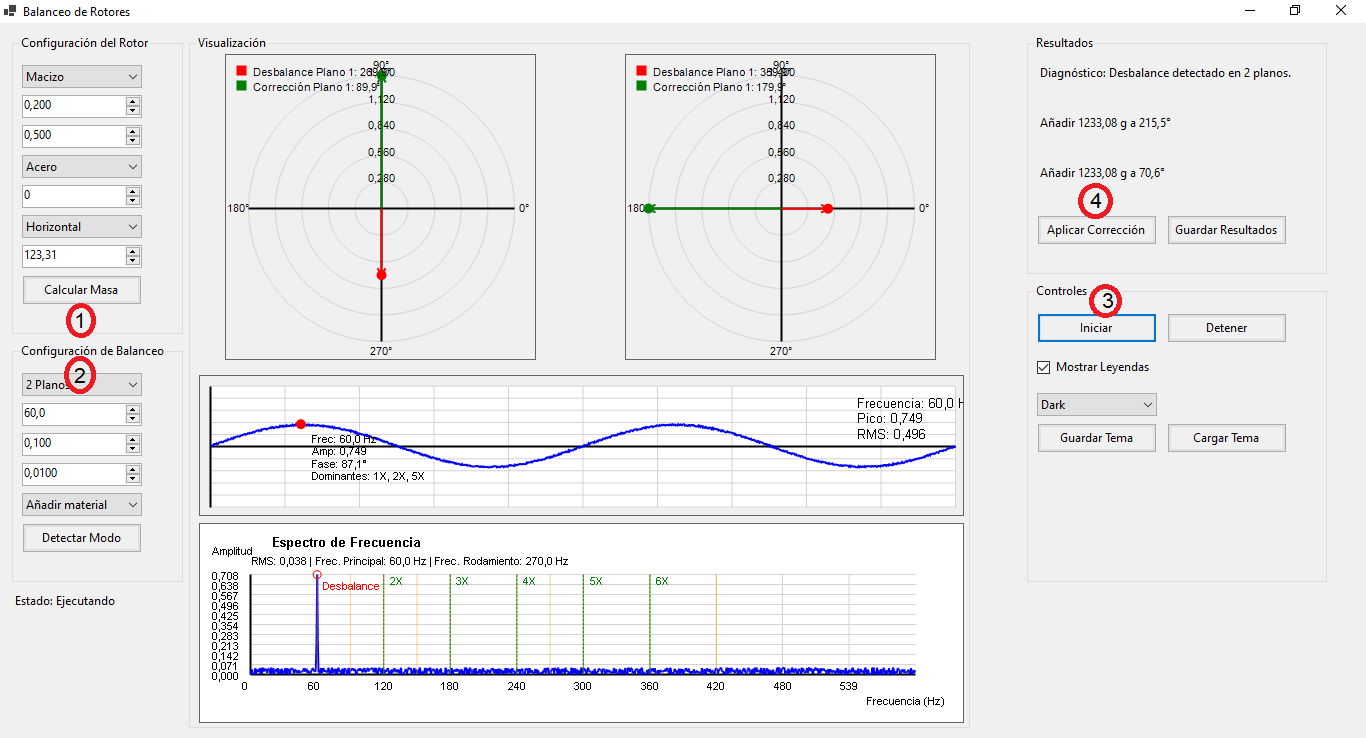 Balanceo de Rotores
Configuración del Rotor
Macizo
0,200
0,500
Acero
0
Horizontal
123,31
Calcular Masa
1
Configuración de Balanceo
2
2 Planos
60,0
0,100
0,0100
Añadir material
Detectar Modo
Estado: Ejecutando
Visualización
90°
Desbalance Plano 1:
Corrección Plano 1: 89,9°
1,120
0,840
0,560
0,280
180°
0°
270°
90°
Desbalance Plano 1:
Corrección Plano 1: 179,9°
1,120
0,840
0,560
0,280
180
0°
270°
Frecuencia: 60,0 H
Pico: 0,749
RMS: 0,496
Frec: 60,0 Hz
Amp: 0,749
Fase: 87,1°
Dominantes: 1X, 2X, 5X
Espectro de Frecuencia
Amplitud
RMS: 0,038 | Frec. Principal: 60,0 Hz | Frec. Rodamiento: 270,0 Hz
0,708
0,638
0,567
0,496
0,425
0,354
0,283
0,213
0,142
0,071
0,000
Desbalance
2X
3X
4X
5X
6X
0 60 120 180 240 300 360 420 480 539
Frecuencia (Hz)
Resultados
Diagnóstico: Desbalance detectado en 2 planos.
Añadir 1233,08 g a 215,5°
Añadir 1233,08 g a 70,6°
4
Aplicar Corrección
Guardar Resultados
Controles
3
Iniciar
Detener
Mostrar Leyendas
Dark
Guardar Tema
Cargar Tema